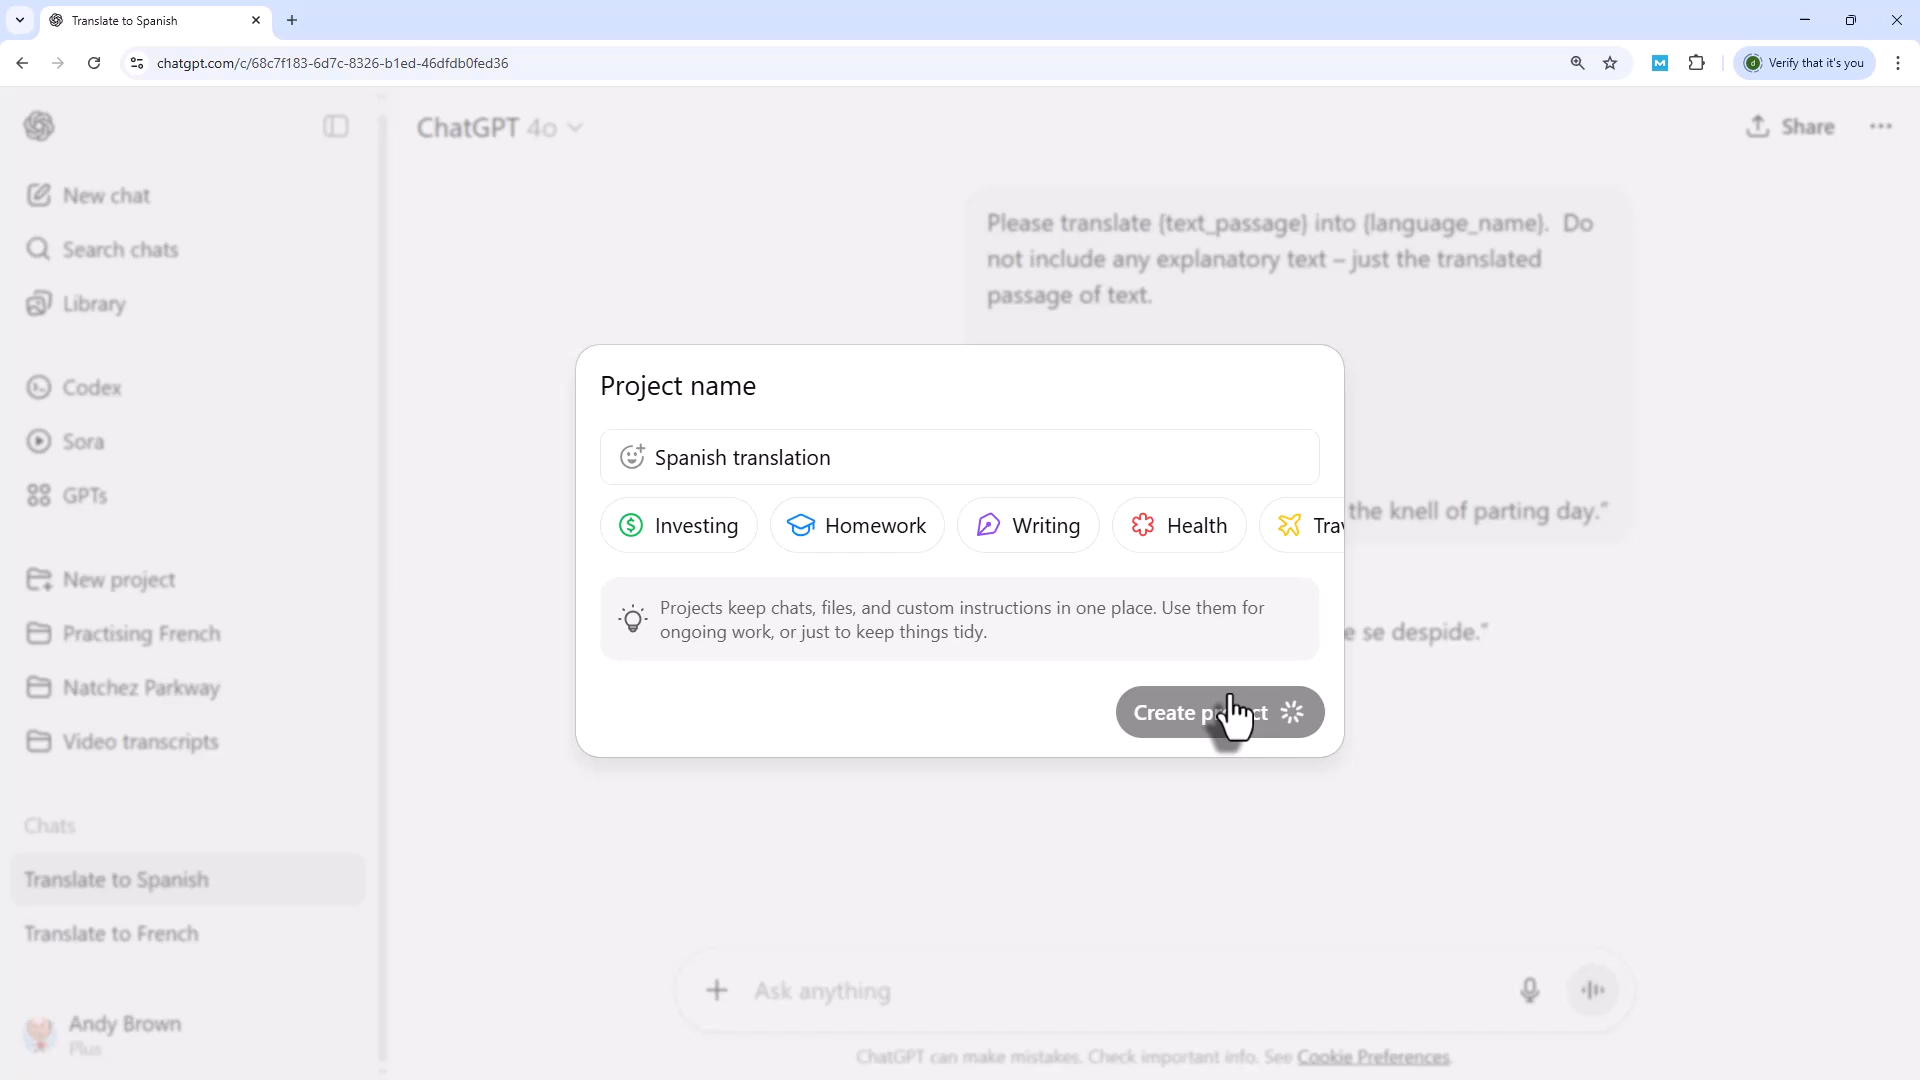 Translate to Spanish
chatgpt.com/c/68c7f183-6d7c-8326-b1ed-46dfdb0fed36
M
d
Verify that it's you
ChatGPT 4o
Share
New chat
Search chats
Library
Codex
Sora
GPTs
New project
Practising French
Natchez Parkway
Video transcripts
Chats
Translate to Spanish
Translate to French
Andy Brown
Plus
Please translate {text_passage} into {language_name}.  Do
not include any explanatory text – just the translated
passage of text.
the knell of parting day.”
e se despide.”
Project name
Spanish translation
Investing
Homework
Writing
Health
Trav
Projects keep chats, files, and custom instructions in one place. Use them for
ongoing work, or just to keep things tidy.
Create project
Ask anything
ChatGPT can make mistakes. Check important info. See Cookie Preferences.